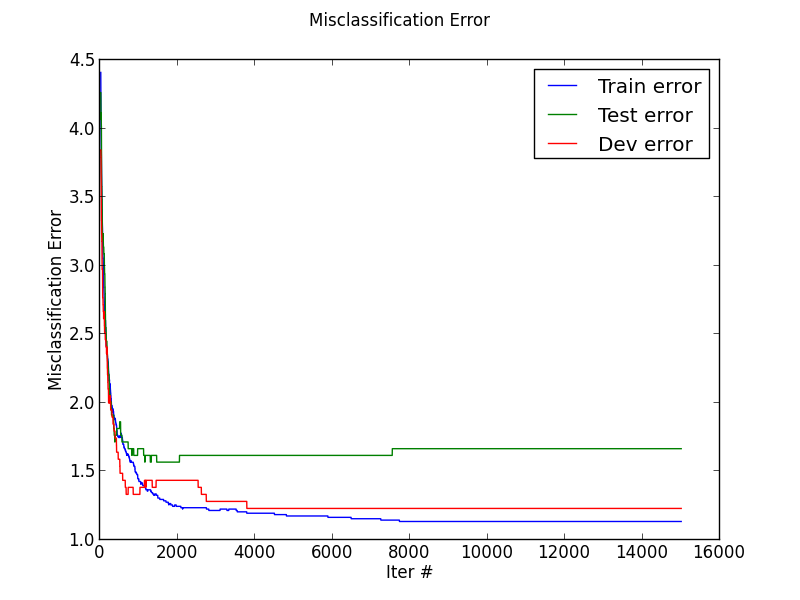 Misclassification Error
Train error
Test error
Dev error
Misclassification Error
4.5
4.0
3.5
3.0
2.5
2.0
1.5
1.0
0 2000 4000 6000 8000 10000 12000 14000 16000
Iter #